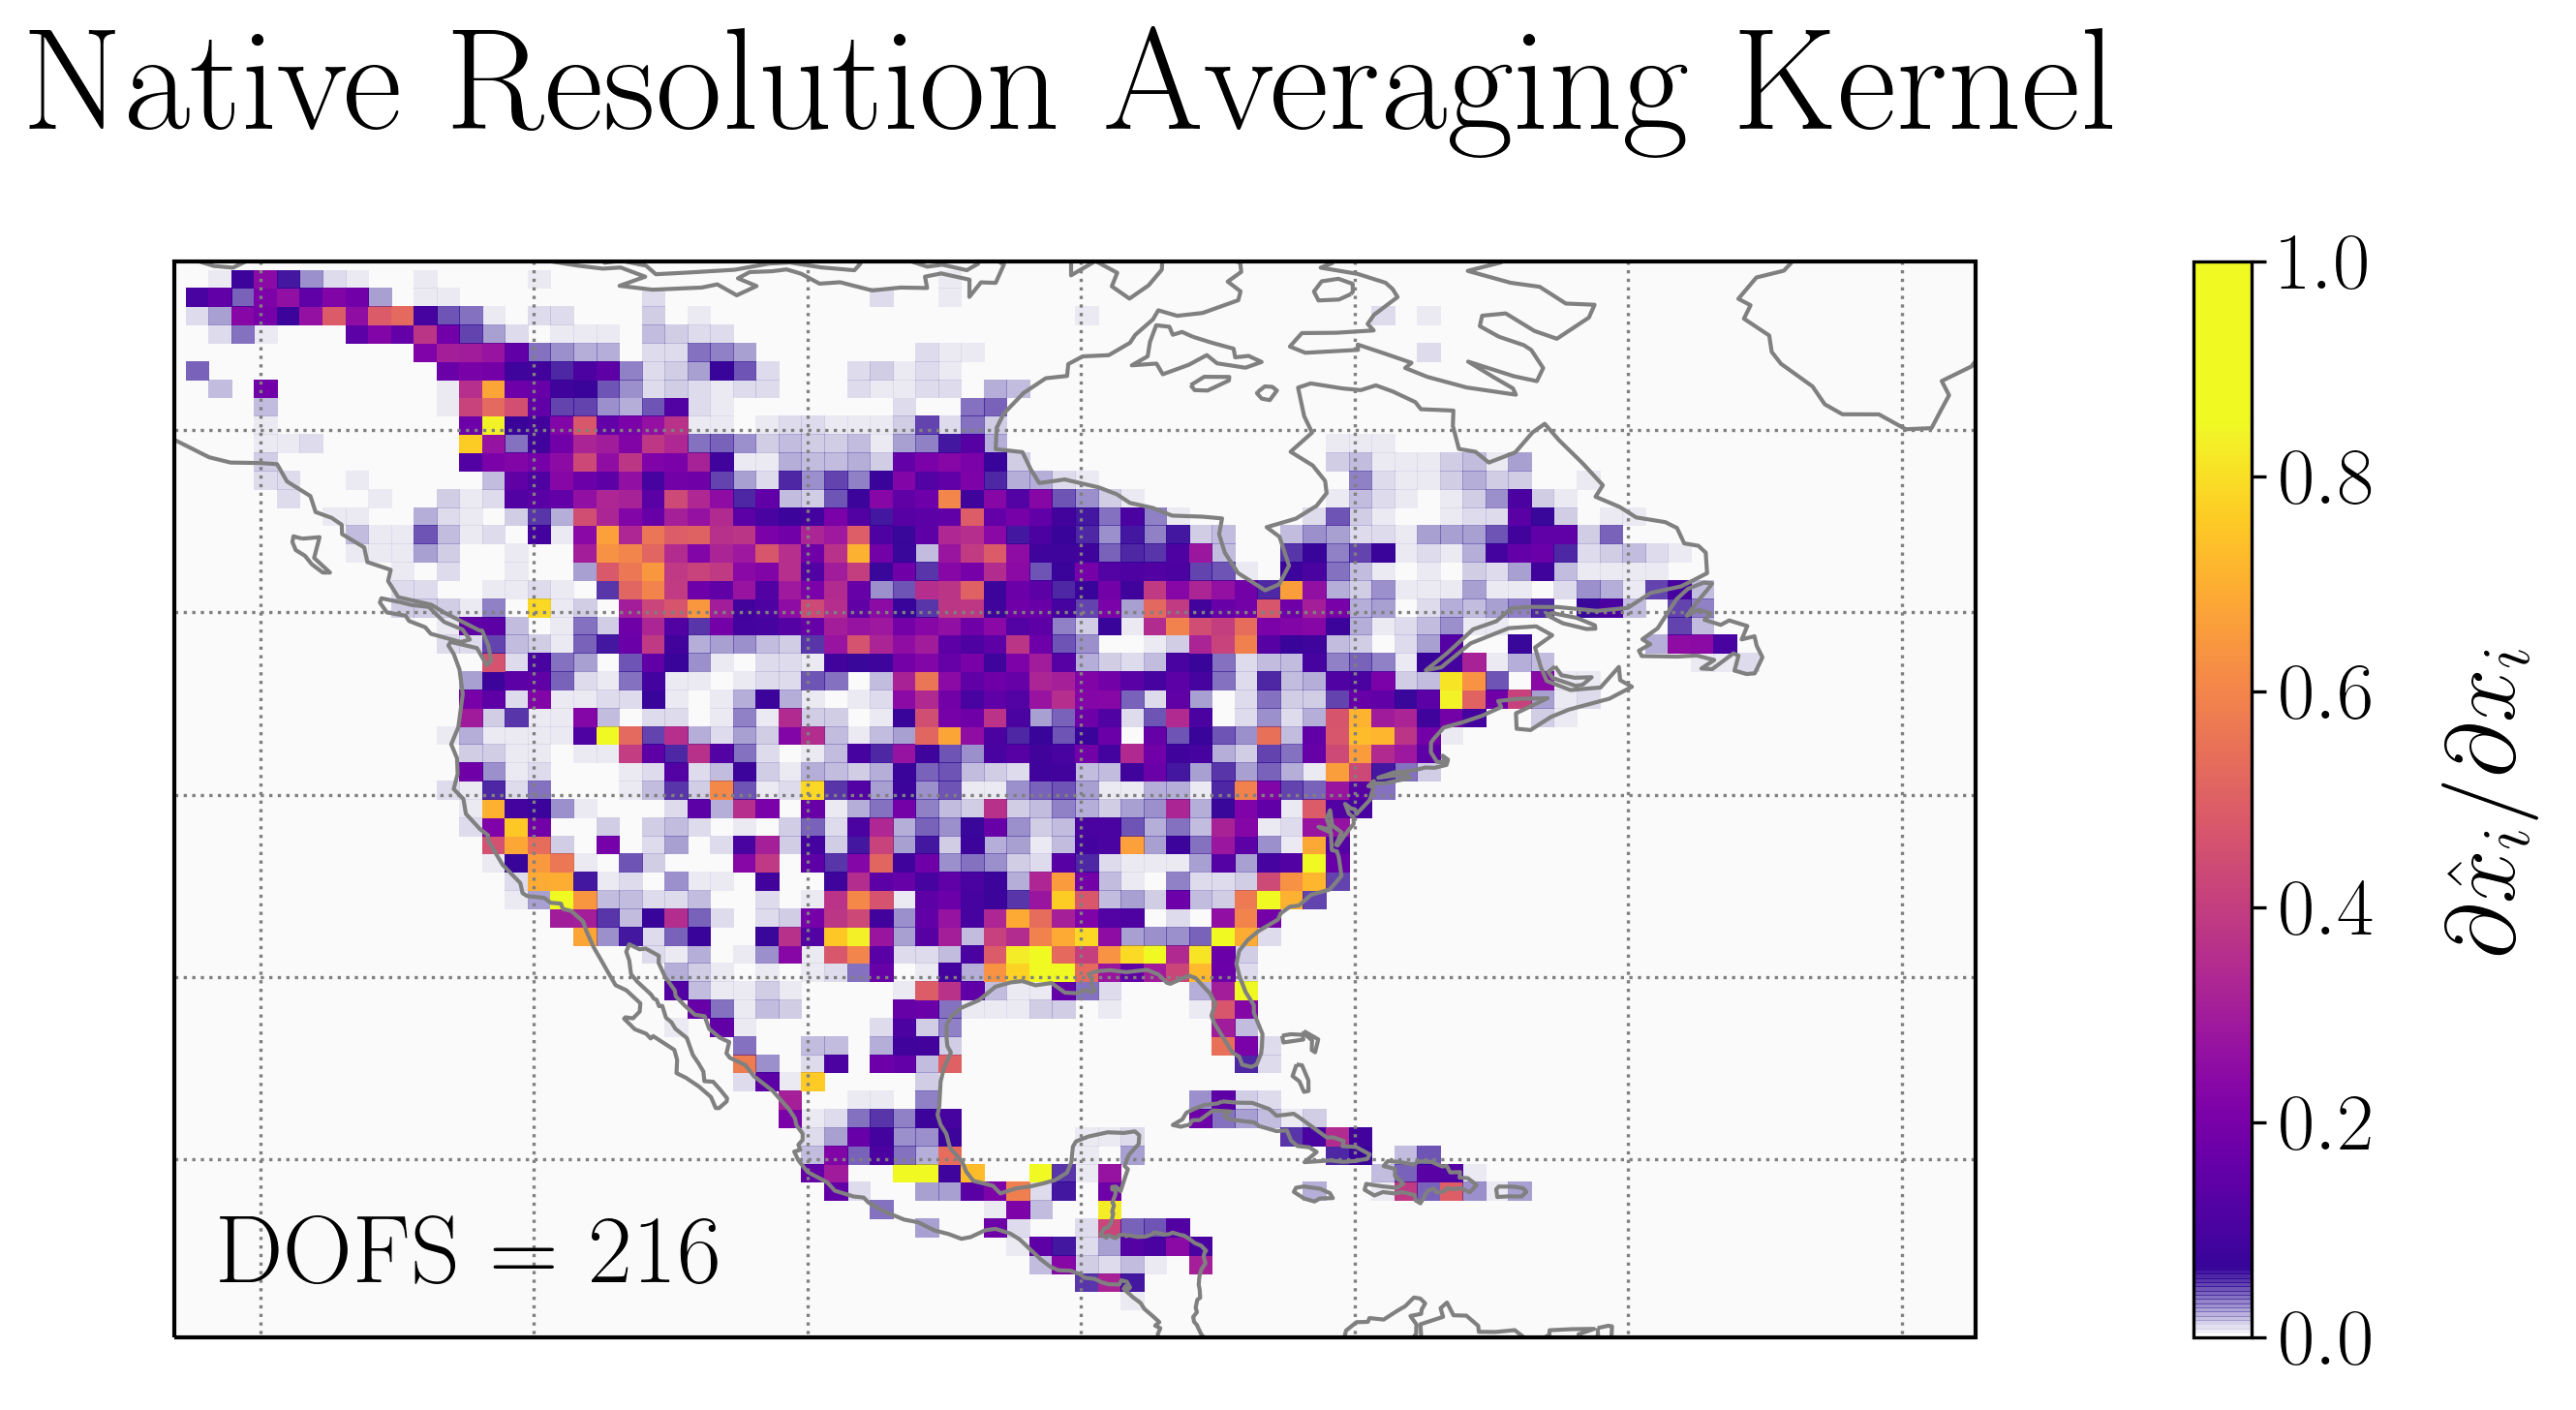 Native Resolution Averaging Kernel
DOFS = 216
1.0
0.8
0.6
0.4
0.2
0.0
∂x̂ᵢ/∂xᵢ